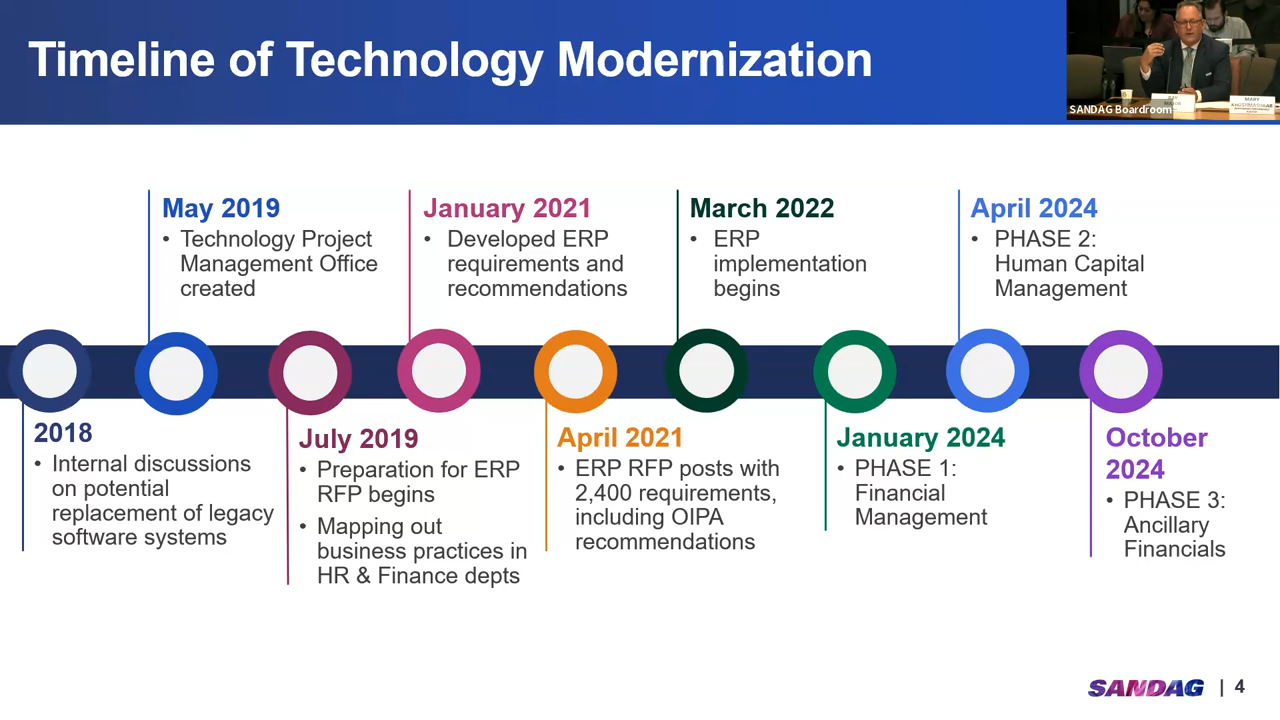 Timeline of Technology Modernization
SANDAG Boardroom
MARY
May 2019
• Technology Project
Management Office
created
January 2021
• Developed ERP
requirements and
recommendations
March 2022
• ERP
implementation
begins
April 2024
• PHASE 2:
Human Capital
Management
2018
• Internal discussions
on potential
replacement of legacy
software systems
July 2019
• Preparation for ERP
RFP begins
• Mapping out
business practices in
HR & Finance depts
April 2021
• ERP RFP posts with
2,400 requirements,
including OIPA
recommendations
January 2024
• PHASE 1:
Financial
Management
October
2024
• PHASE 3:
Ancillary
Financials
SANDAG | 4